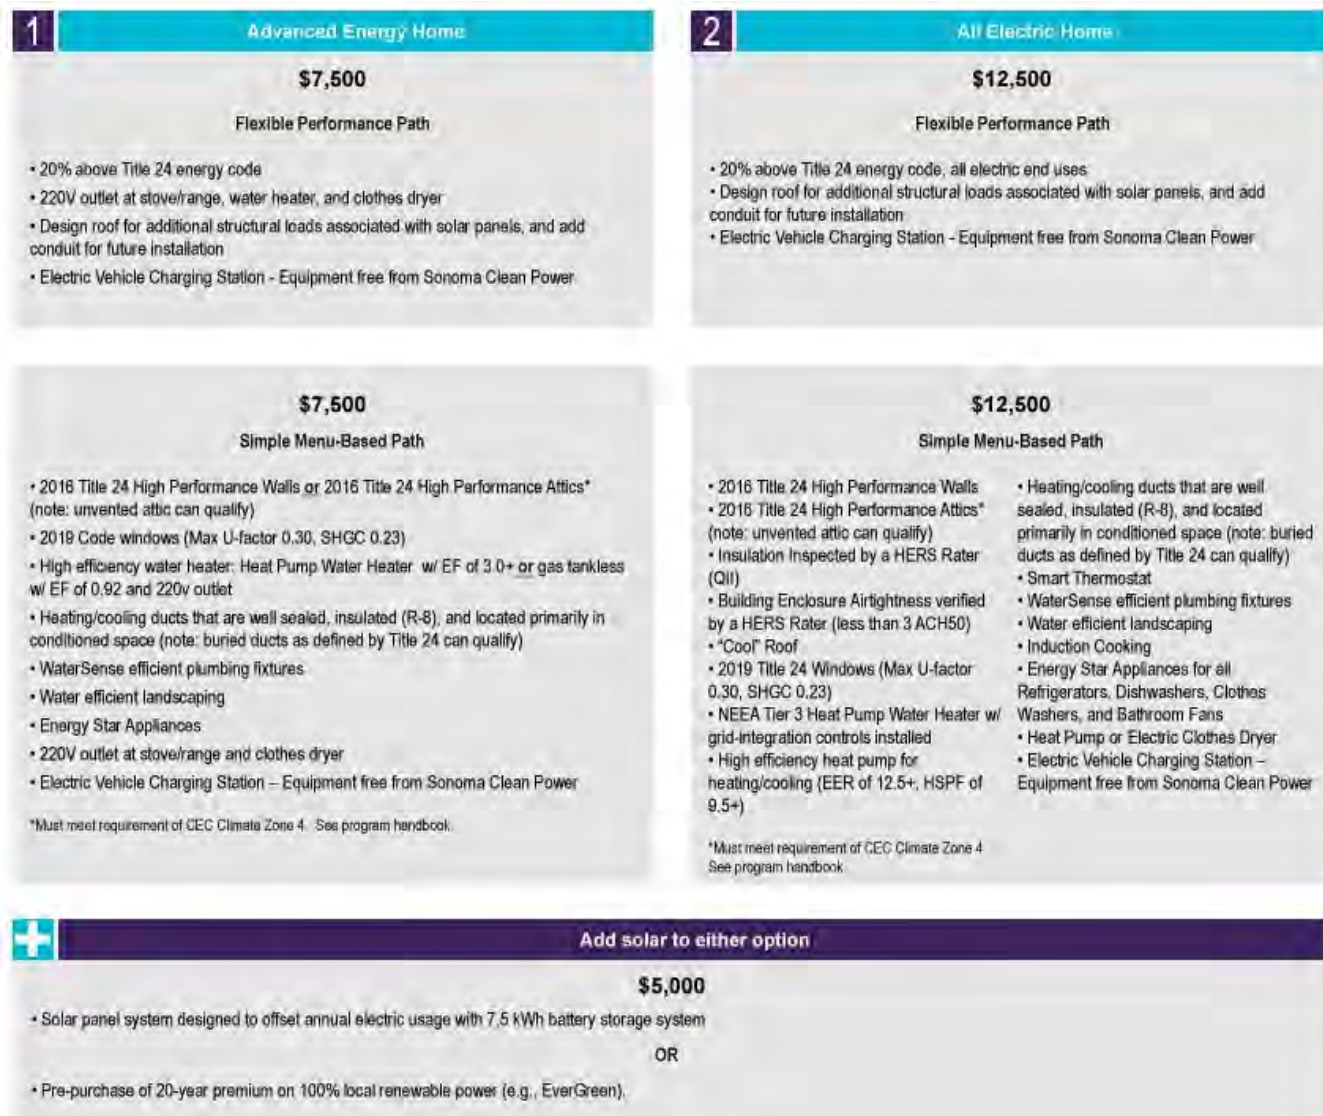 1
Advanced Energy Home
$7,500
Flexible Performance Path
• 20% above Title 24 energy code
• 220V outlet at stove/range, water heater, and clothes dryer
• Design roof for additional structural loads associated with solar panels, and add
conduit for future installation
• Electric Vehicle Charging Station - Equipment free from Sonoma Clean Power
2
All Electric Home
$12,500
Flexible Performance Path
• 20% above Title 24 energy code, all electric end uses
• Design roof for additional structural loads associated with solar panels, and add
conduit for future installation
• Electric Vehicle Charging Station - Equipment free from Sonoma Clean Power
$7,500
Simple Menu-Based Path
• 2016 Title 24 High Performance Walls or 2016 Title 24 High Performance Attics*
(note: unvented attic can qualify)
• 2019 Code windows (Max U-factor 0.30, SHGC 0.23)
• High efficiency water heater: Heat Pump Water Heater w/ EF of 3.0+ or gas tankless
w/ EF of 0.92 and 220v outlet
• Heating/cooling ducts that are well sealed, insulated (R-8), and located primarily in
conditioned space (note: buried ducts as defined by Title 24 can qualify)
• WaterSense efficient plumbing fixtures
• Water efficient landscaping
• Energy Star Appliances
• 220V outlet at stove/range and clothes dryer
• Electric Vehicle Charging Station – Equipment free from Sonoma Clean Power
*Must meet requirement of CEC Climate Zone 4. See program handbook.
$12,500
Simple Menu-Based Path
• 2016 Title 24 High Performance Walls
• 2016 Title 24 High Performance Attics*
(note: unvented attic can qualify)
• Insulation Inspected by a HERS Rater
(QII)
• Building Enclosure Airtightness verified
by a HERS Rater (less than 3 ACH50)
• “Cool” Roof
• 2019 Title 24 Windows (Max U-factor
0.30, SHGC 0.23)
• NEEA Tier 3 Heat Pump Water Heater w/
grid-integration controls installed
• High efficiency heat pump for
heating/cooling (EER of 12.5+, HSPF of
9.5+)
*Must meet requirement of CEC Climate Zone 4
See program handbook
• Heating/cooling ducts that are well
sealed, insulated (R-8), and located
primarily in conditioned space (note: buried
ducts as defined by Title 24 can qualify)
• Smart Thermostat
• WaterSense efficient plumbing fixtures
• Water efficient landscaping
• Induction Cooking
• Energy Star Appliances for all
Refrigerators, Dishwashers, Clothes
Washers, and Bathroom Fans
• Heat Pump or Electric Clothes Dryer
• Electric Vehicle Charging Station –
Equipment free from Sonoma Clean Power
Add solar to either option
$5,000
• Solar panel system designed to offset annual electric usage with 7.5 kWh battery storage system
OR
• Pre-purchase of 20-year premium on 100% local renewable power (e.g., EverGreen).